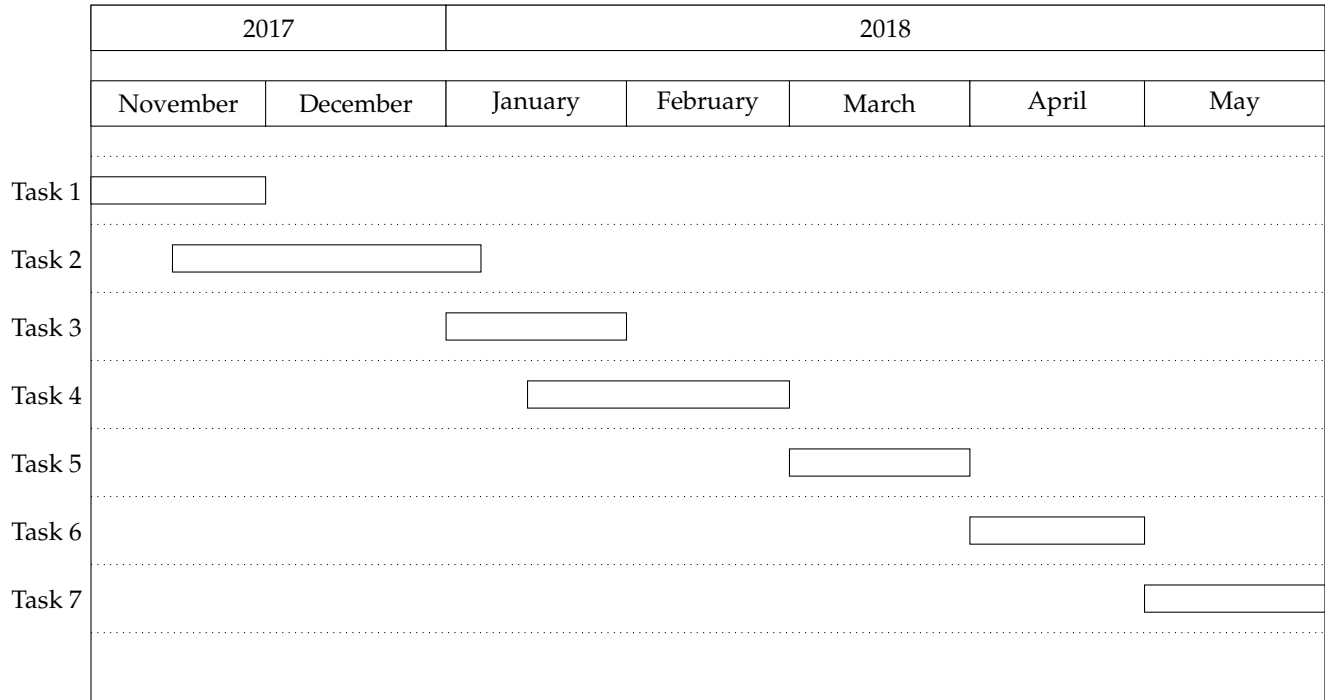 2017 2018
November December January February March April May
Task 1
Task 2
Task 3
Task 4
Task 5
Task 6
Task 7